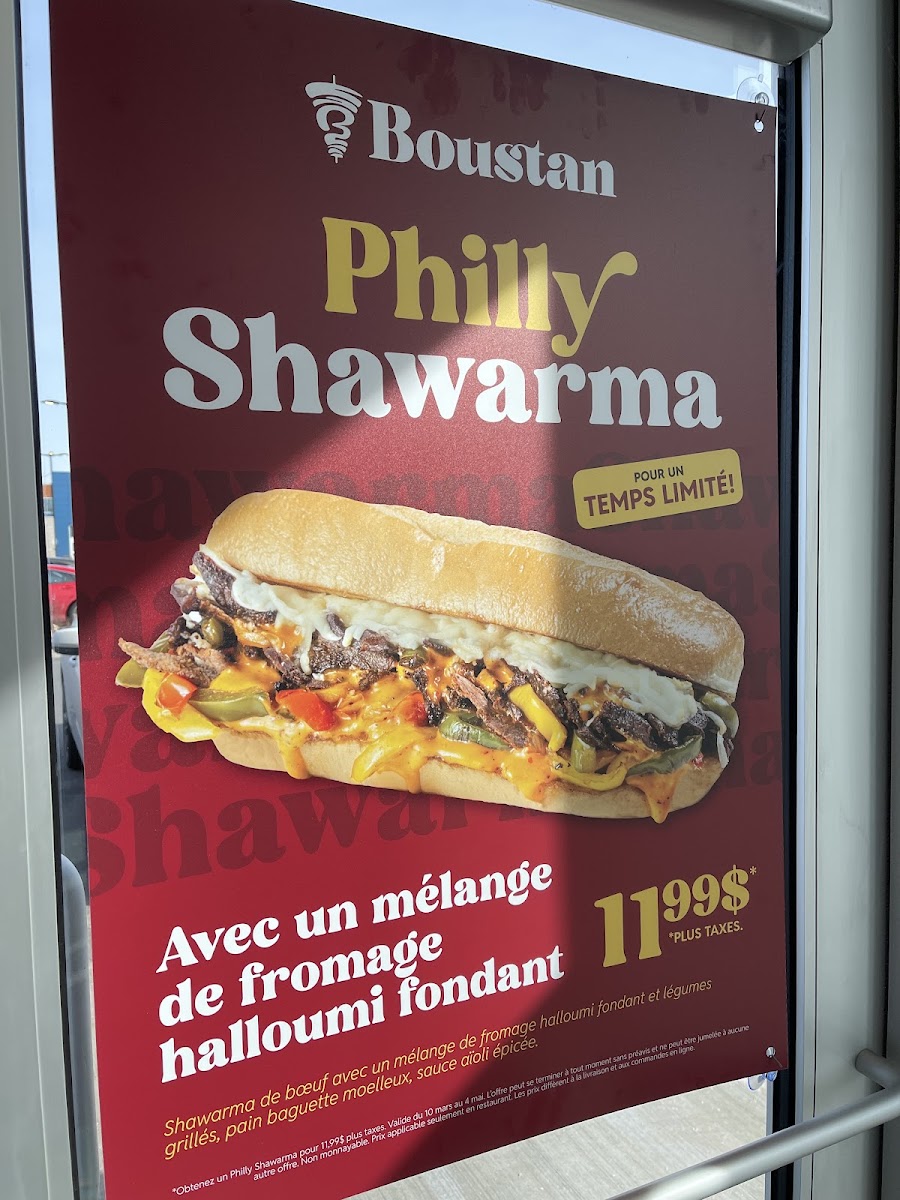 Boustan
Philly
Shawarma
POUR UN
TEMPS LIMITÉ!
Avec un mélange
de fromage
halloumi fondant
1199$*
*PLUS TAXES.
Shawarma de bœuf avec un mélange de fromage halloumi fondant et légumes
grillés, pain baguette moelleux, sauce aïoli épicée.
*Obtenez un Philly Shawarma pour 11.99$ plus taxes. Valide du 10 mars au 4 mai. L'offre peut se terminer à tout moment sans préavis et ne peut être jumelée à aucune
autre offre. Non monnayable. Prix applicable seulement en restaurant. Les prix diffèrent à la livraison et aux commandes en ligne.